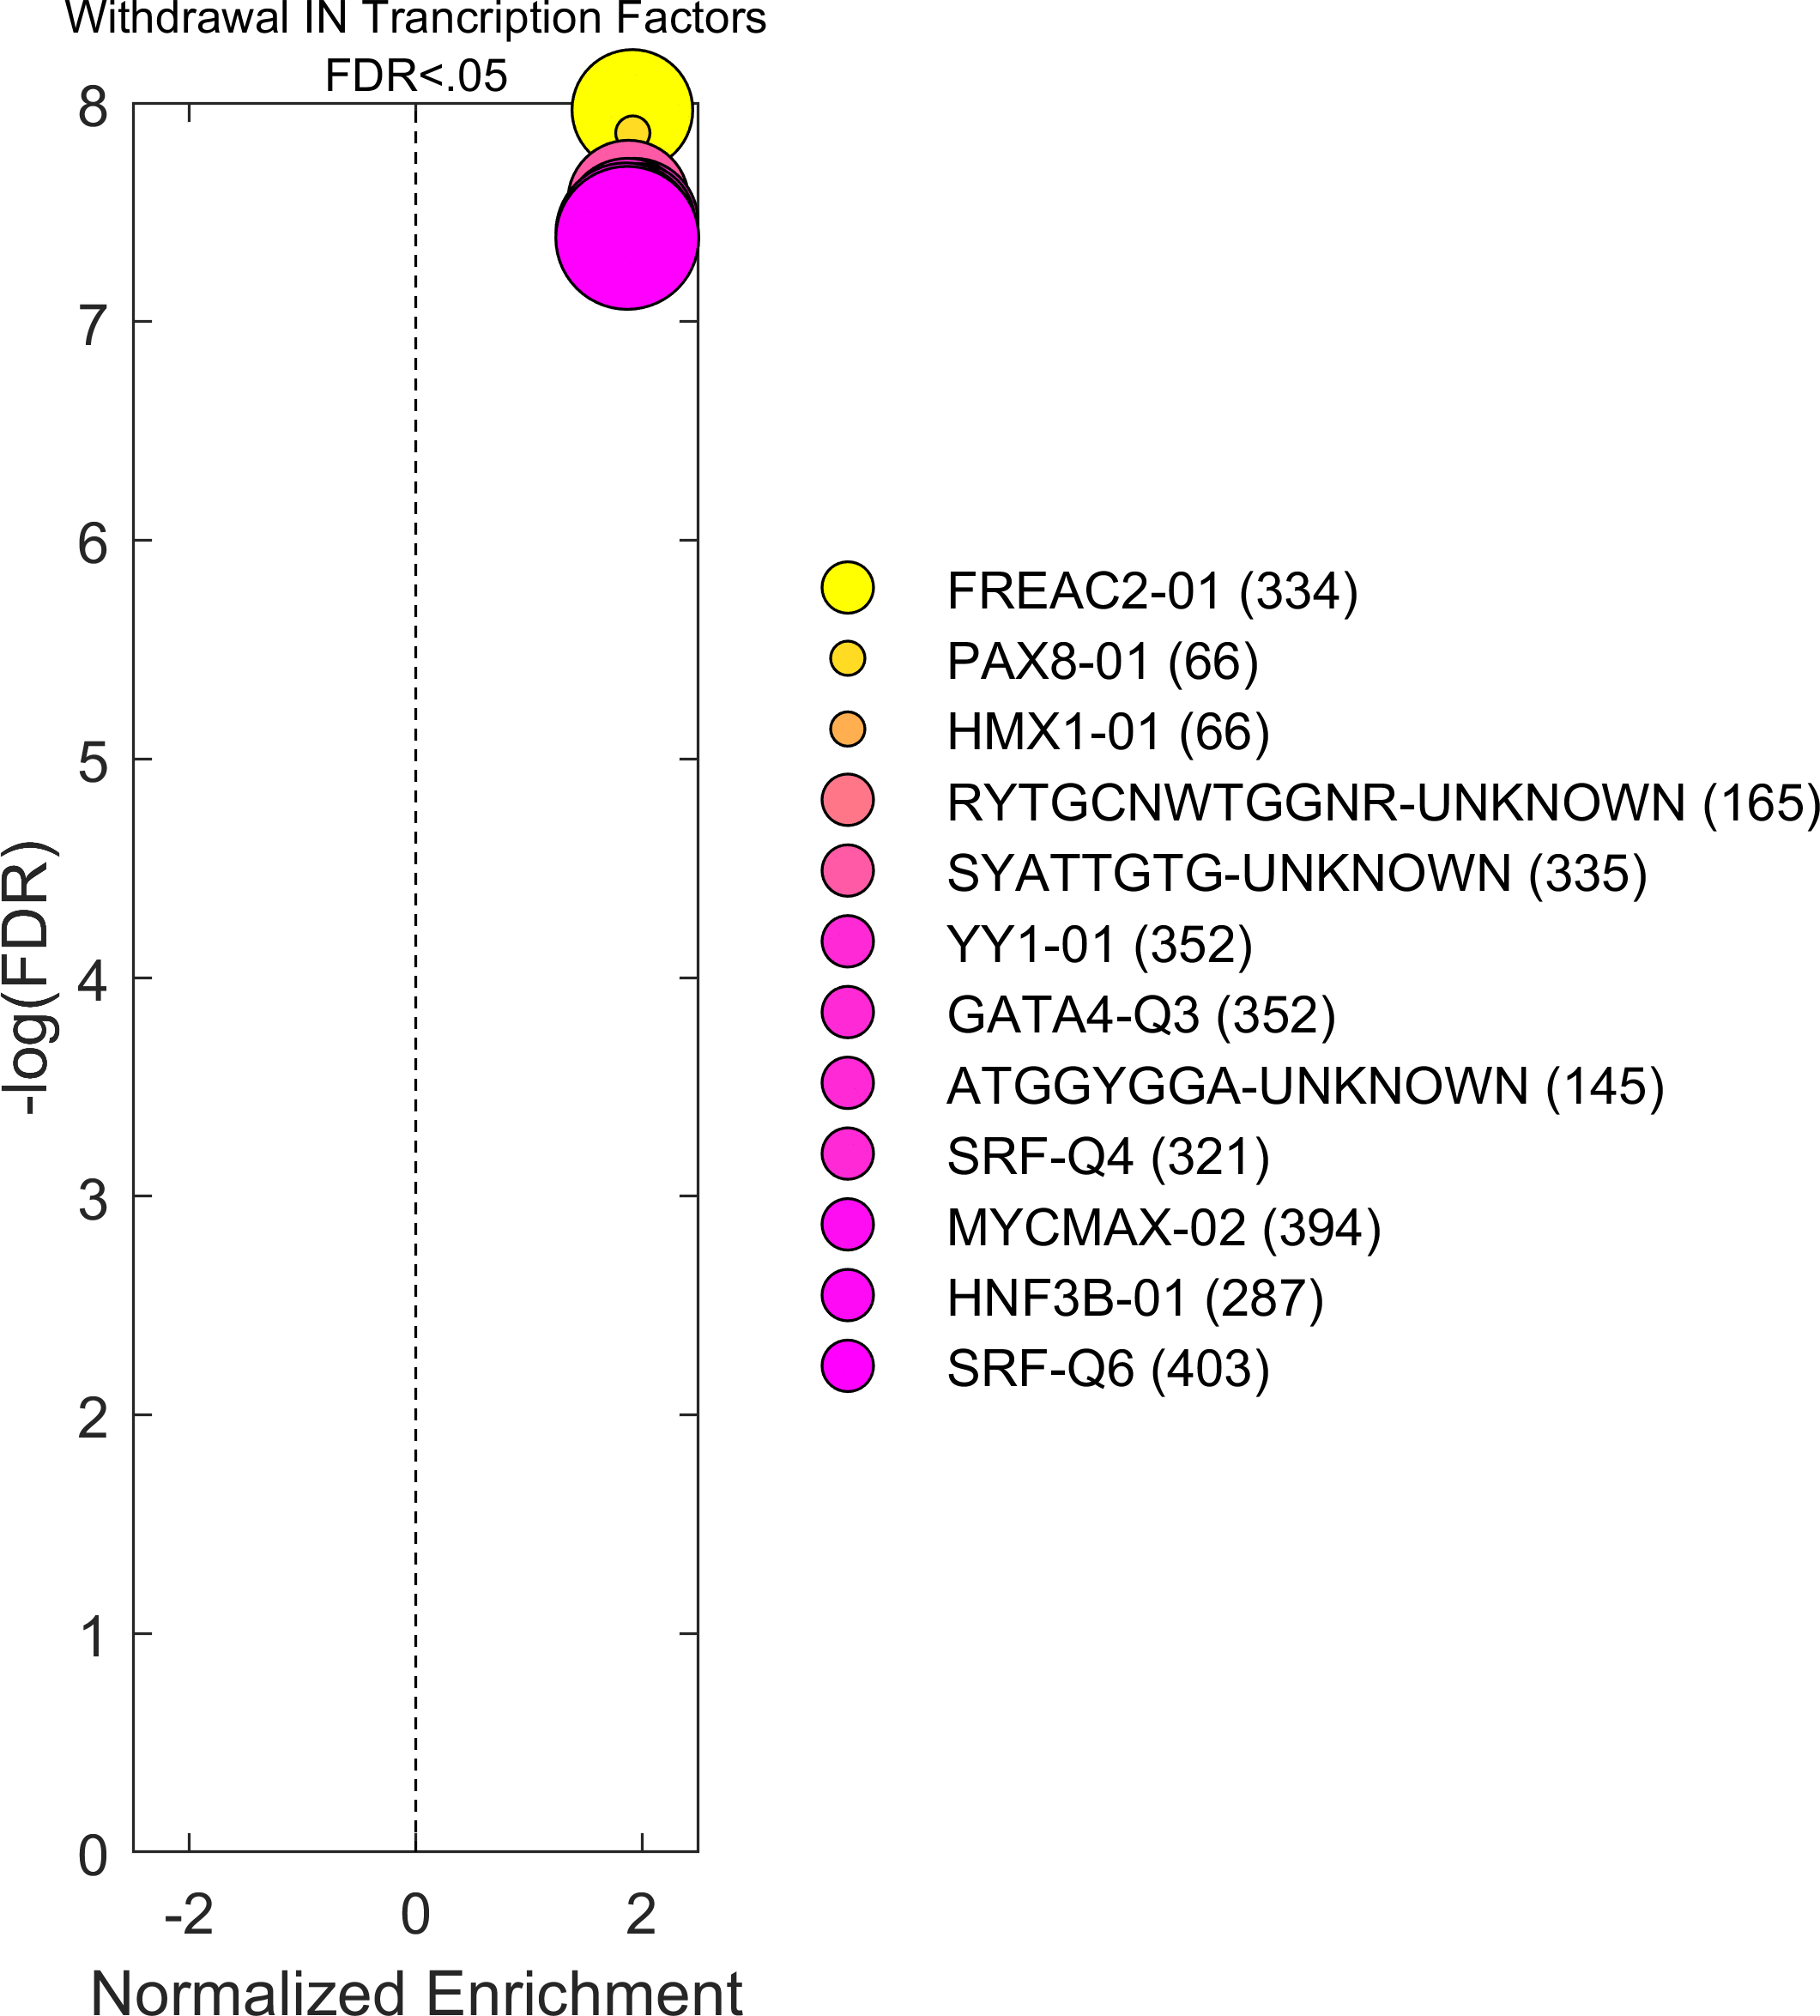 Withdrawal IN Trancription Factors
FDR<.05
8
7
6
5
4
3
2
1
0
-log(FDR)
-2 0 2
Normalized Enrichment
FREAC2-01 (334)
PAX8-01 (66)
HMX1-01 (66)
RYTGCNWTGGNR-UNKNOWN (165)
SYATTGTG-UNKNOWN (335)
YY1-01 (352)
GATA4-Q3 (352)
ATGGYGGA-UNKNOWN (145)
SRF-Q4 (321)
MYCMAX-02 (394)
HNF3B-01 (287)
SRF-Q6 (403)